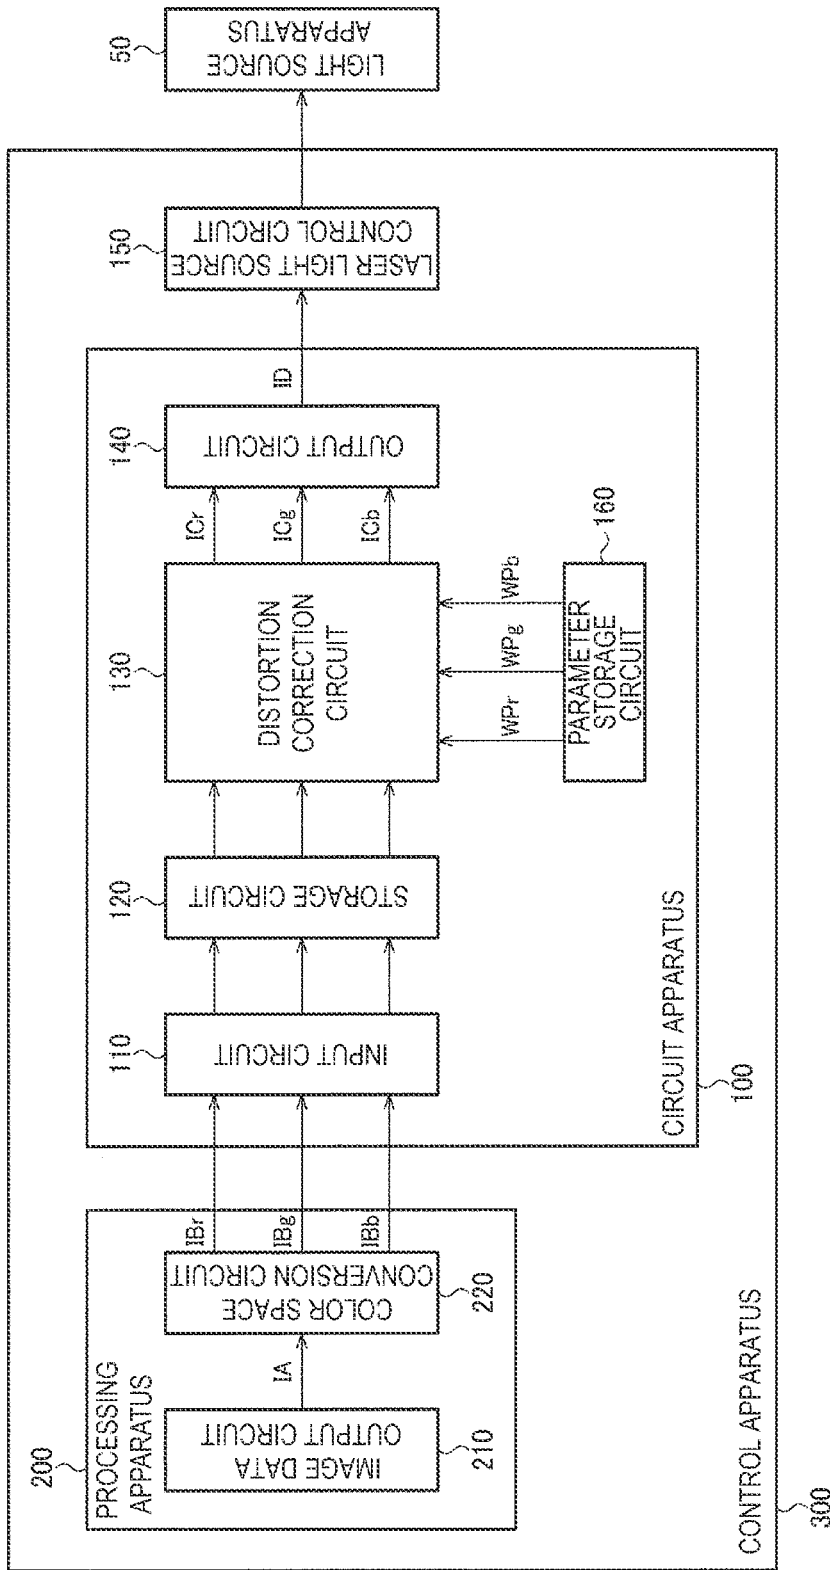 300
CONTROL APPARATUS
200
PROCESSING
APPARATUS
210
IMAGE DATA
OUTPUT CIRCUIT
IA
220
COLOR SPACE
CONVERSION CIRCUIT
IBr
IBg
IBb
100
CIRCUIT APPARATUS
110
INPUT CIRCUIT
120
STORAGE CIRCUIT
130
DISTORTION
CORRECTION
CIRCUIT
WPr
WPg
WPb
160
PARAMETER
STORAGE
CIRCUIT
ICr
ICg
ICb
140
OUTPUT CIRCUIT
ID
150
LASER LIGHT SOURCE
CONTROL CIRCUIT
50
LIGHT SOURCE
APPARATUS